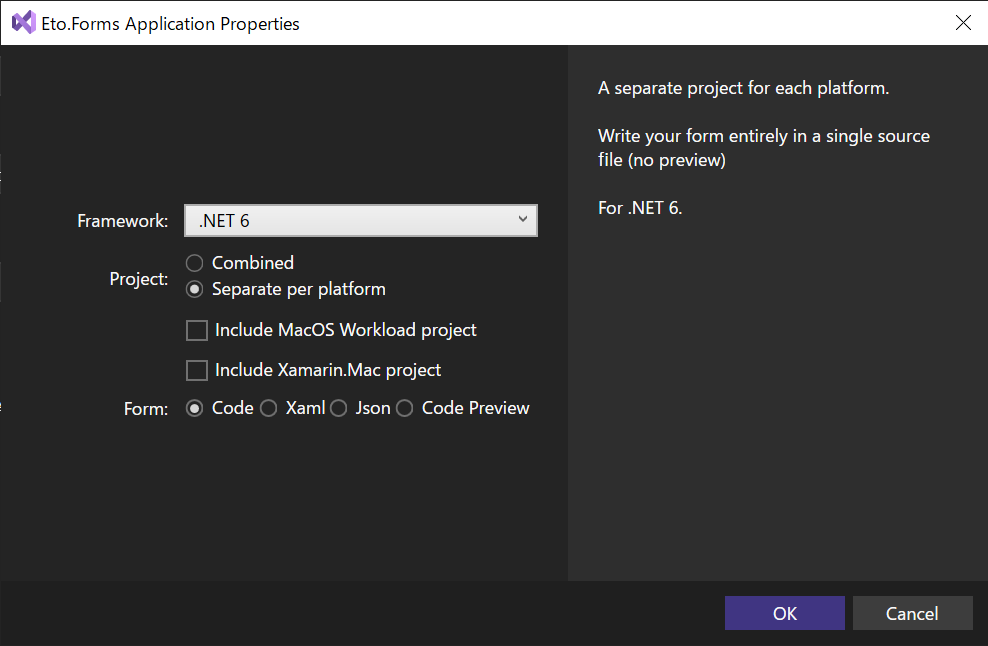 Eto.Forms Application Properties
A separate project for each platform.
Write your form entirely in a single source
file (no preview)
For .NET 6.
Framework: .NET 6
Project: Combined
Separate per platform
Include MacOS Workload project
Include Xamarin.Mac project
Form: Code Xaml Json Code Preview
OK Cancel